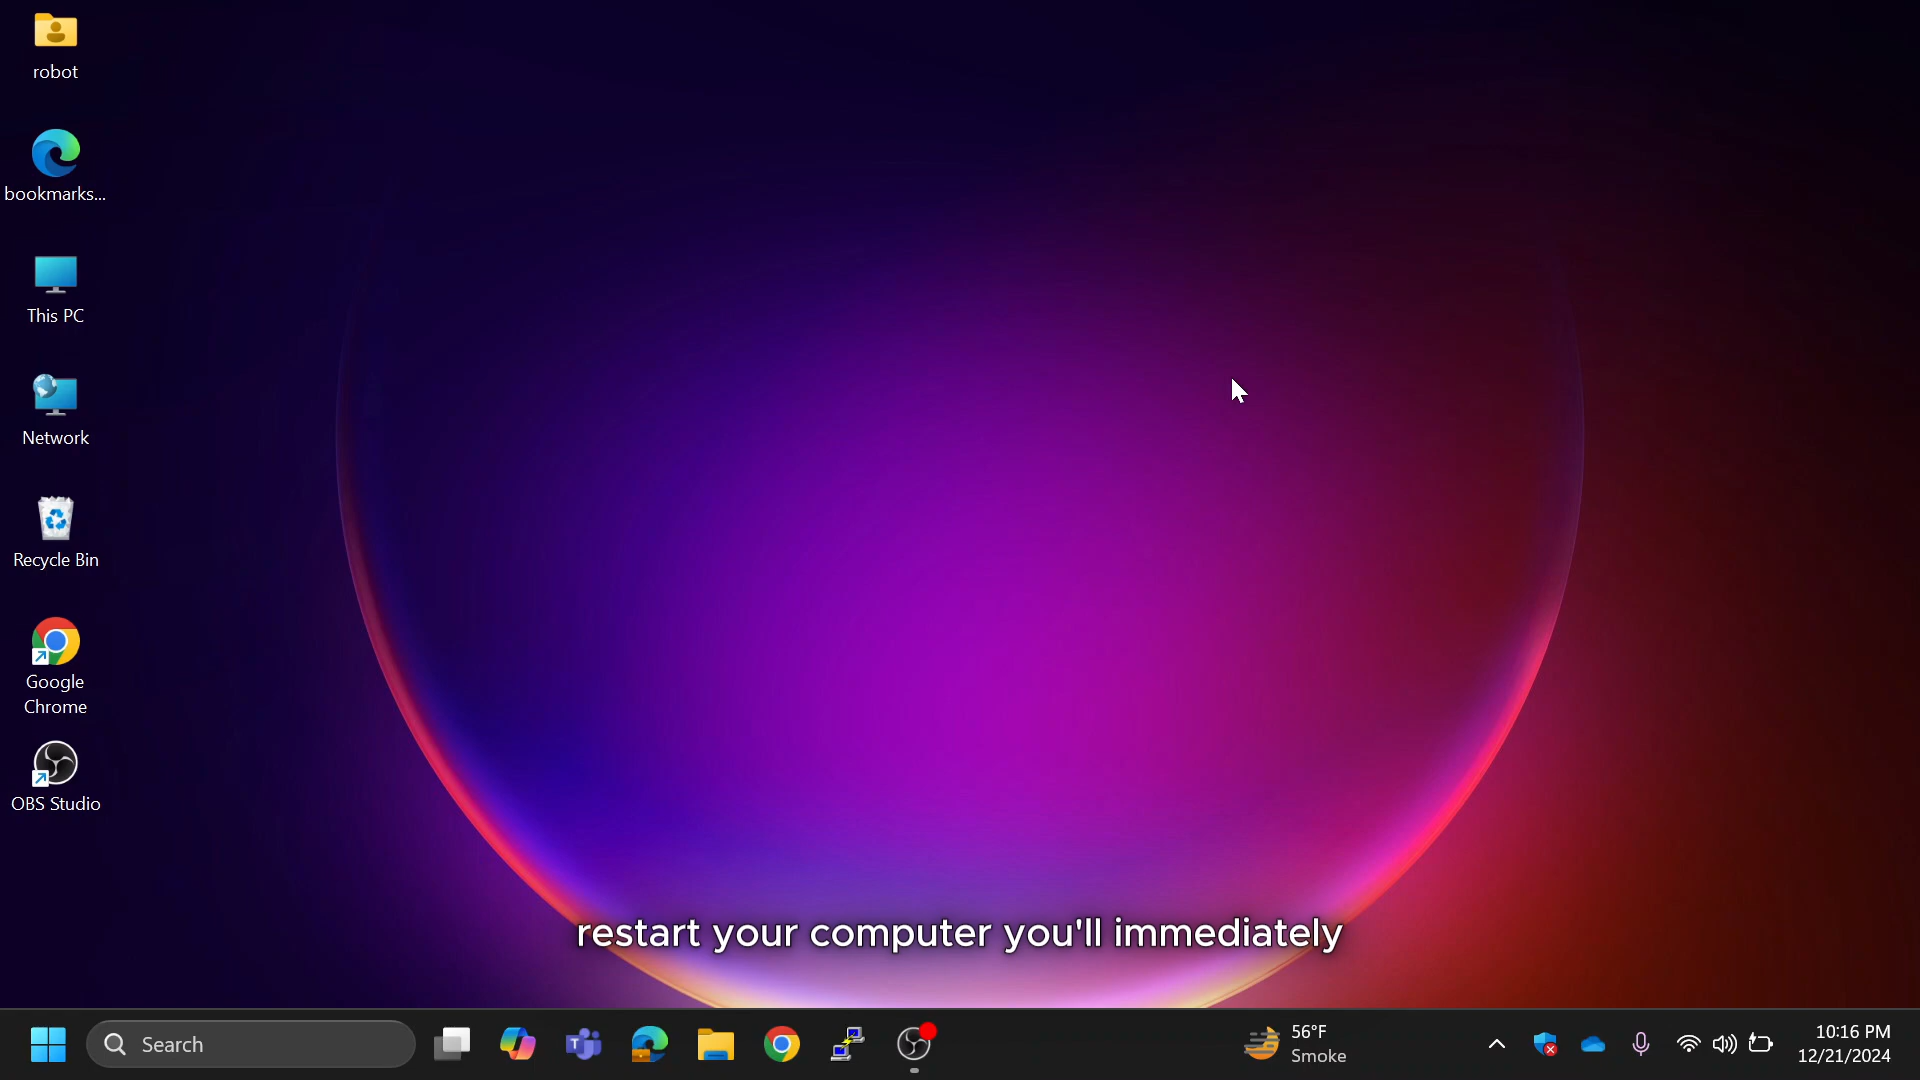 robot
bookmarks...
This PC
Network
Recycle Bin
Google
Chrome
OBS Studio
restart your computer you'll immediately
Search
56°F
Smoke
10:16 PM
12/21/2024